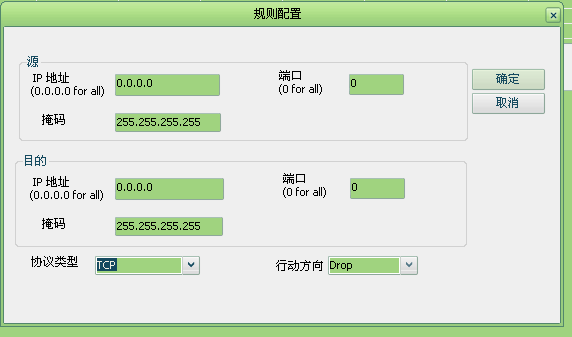 规则配置
源
IP 地址
(0.0.0.0 for all)
0.0.0.0
端口
(0 for all)
0
确定
取消
掩码
255.255.255.255
目的
IP 地址
(0.0.0.0 for all)
0.0.0.0
端口
(0 for all)
0
掩码
255.255.255.255
协议类型
TCP
行动方向
Drop